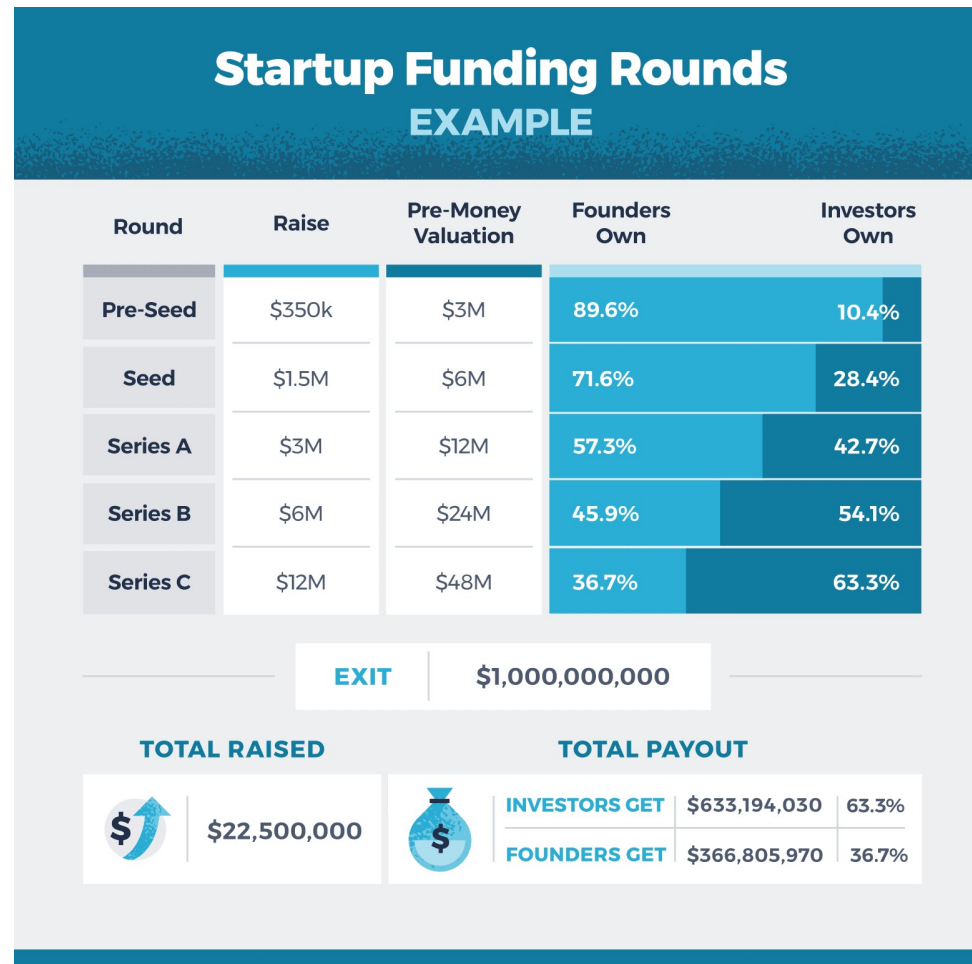 Startup Funding Rounds
EXAMPLE
Round Raise Pre-Money Valuation Founders Own Investors Own
Pre-Seed $350k $3M 89.6% 10.4%
Seed $1.5M $6M 71.6% 28.4%
Series A $3M $12M 57.3% 42.7%
Series B $6M $24M 45.9% 54.1%
Series C $12M $48M 36.7% 63.3%
EXIT $1,000,000,000
TOTAL RAISED
$
$22,500,000
TOTAL PAYOUT
$
INVESTORS GET $633,194,030 63.3%
FOUNDERS GET $366,805,970 36.7%